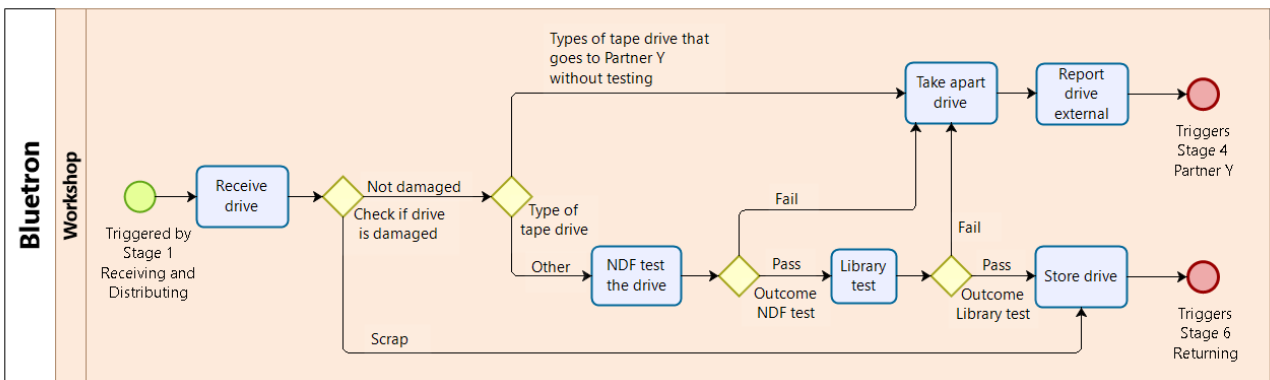 Bluetron
Workshop
Triggered by
Stage 1
Receiving and
Distributing
Receive
drive
Not damaged
Check if drive
is damaged
Scrap
Type of
tape drive
Types of tape drive that
goes to Partner Y
without testing
Other
NDF test
the drive
Fail
Pass
Outcome
NDF test
Library
test
Fail
Pass
Outcome
Library test
Take apart
drive
Report
drive
external
Triggers
Stage 4
Partner Y
Store drive
Triggers
Stage 6
Returning